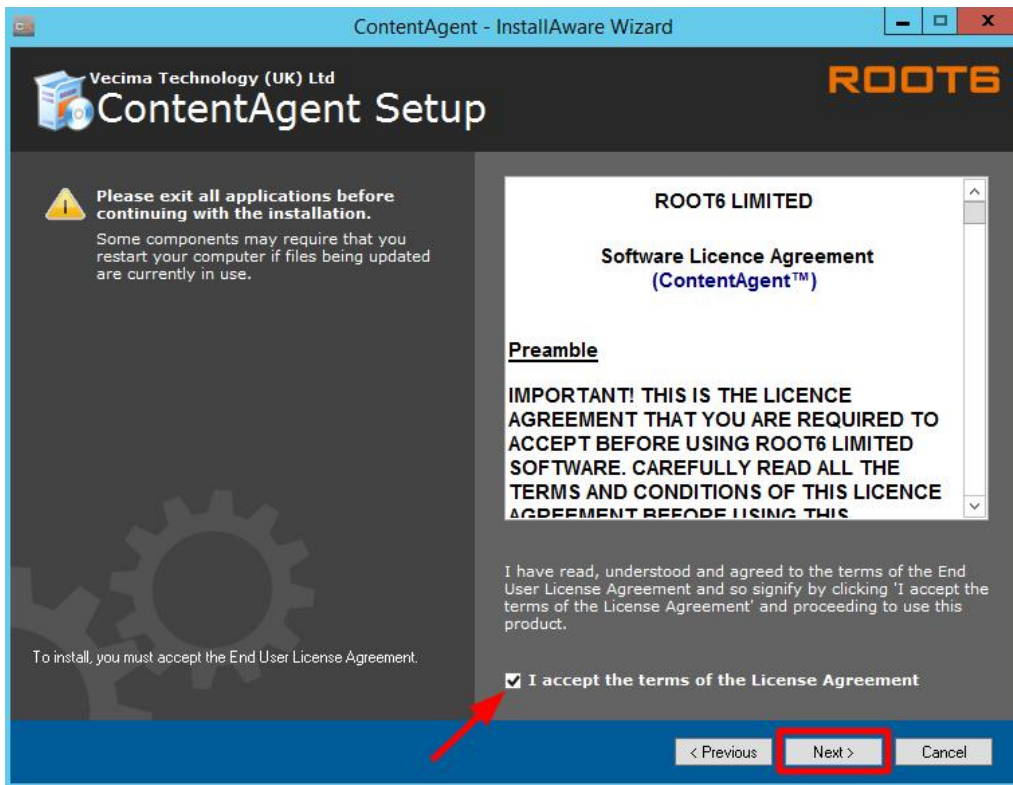 ContentAgent - InstallAware Wizard
Vecima Technology (UK) Ltd
ContentAgent Setup
ROOT6
Please exit all applications before
continuing with the installation.
Some components may require that you
restart your computer if files being updated
are currently in use.
To install, you must accept the End User License Agreement.
ROOT6 LIMITED
Software Licence Agreement
(ContentAgent™)
Preamble
IMPORTANT! THIS IS THE LICENCE
AGREEMENT THAT YOU ARE REQUIRED TO
ACCEPT BEFORE USING ROOT6 LIMITED
SOFTWARE. CAREFULLY READ ALL THE
TERMS AND CONDITIONS OF THIS LICENCE
AGREEMENT BEFORE USING THIS
I have read, understood and agreed to the terms of the End
User License Agreement and so signify by clicking 'I accept the
terms of the License Agreement' and proceeding to use this
product.
I accept the terms of the License Agreement
< Previous
Next >
Cancel